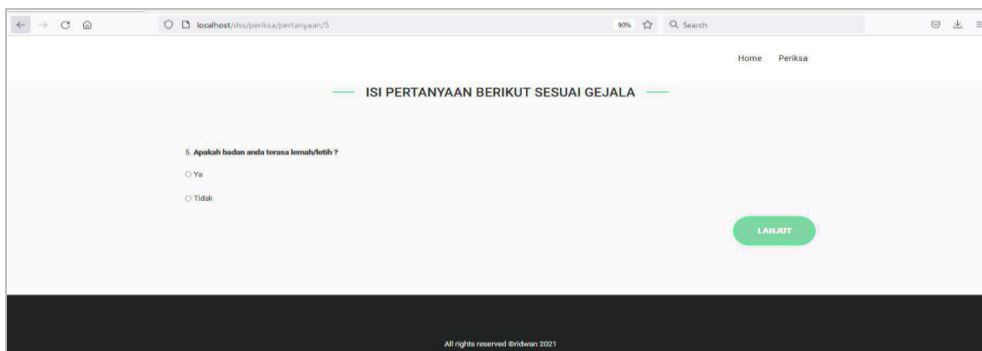 localhost/dss/periksa/pertanyaan/5
90%
Search
Home Periksa
ISI PERTANYAAN BERIKUT SESUAI GEJALA
5. Apakah badan anda terasa lemah/letih ?
Ya
Tidak
LANJUT
All rights reserved ©ridwan 2021